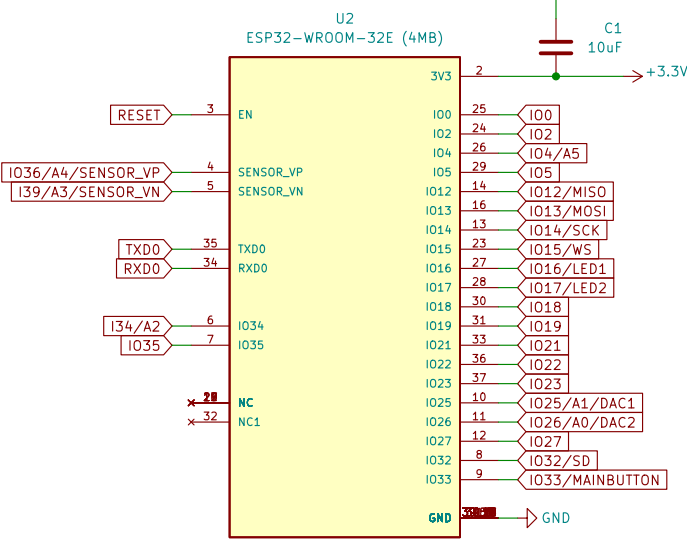 U2
ESP32-WROOM-32E (4MB)
C1
10uF
+3.3V
3V3 2
RESET 3 EN
IO0 25 IO0
IO2 24 IO2
IO4 26 IO4/A5
IO36/A4/SENSOR_VP 4 SENSOR_VP
IO5 29 IO5
I39/A3/SENSOR_VN 5 SENSOR_VN
IO12 14 IO12/MISO
IO13 16 IO13/MOSI
IO14 13 IO14/SCK
TXD0 35 TXD0
IO15 23 IO15/WS
RXD0 34 RXD0
IO16 27 IO16/LED1
IO17 28 IO17/LED2
IO18 30 IO18
I34/A2 6 IO34
IO19 31 IO19
IO35 7 IO35
IO21 33 IO21
IO22 36 IO22
IO23 37 IO23
NC
IO25 10 IO25/A1/DAC1
32 NC1
IO26 11 IO26/A0/DAC2
IO27 12 IO27
IO32 8 IO32/SD
IO33 9 IO33/MAINBUTTON
GND GND